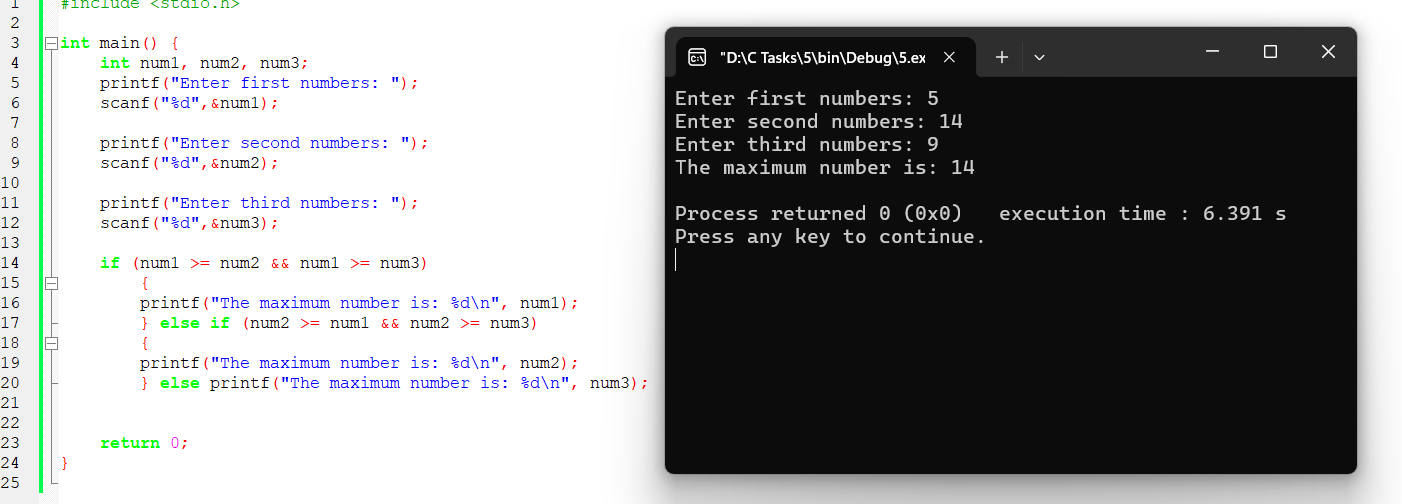 1 #include <stdio.h>
2
3 int main() {
4 int num1, num2, num3;
5 printf("Enter first numbers: ");
6 scanf("%d",&num1);
7
8 printf("Enter second numbers: ");
9 scanf("%d",&num2);
10
11 printf("Enter third numbers: ");
12 scanf("%d",&num3);
13
14 if (num1 >= num2 && num1 >= num3)
15 {
16 printf("The maximum number is: %d\n", num1);
17 } else if (num2 >= num1 && num2 >= num3)
18 {
19 printf("The maximum number is: %d\n", num2);
20 } else printf("The maximum number is: %d\n", num3);
21
22
23 return 0;
24 }
25
"D:\C Tasks\5\bin\Debug\5.ex
Enter first numbers: 5
Enter second numbers: 14
Enter third numbers: 9
The maximum number is: 14
Process returned 0 (0x0) execution time : 6.391 s
Press any key to continue.